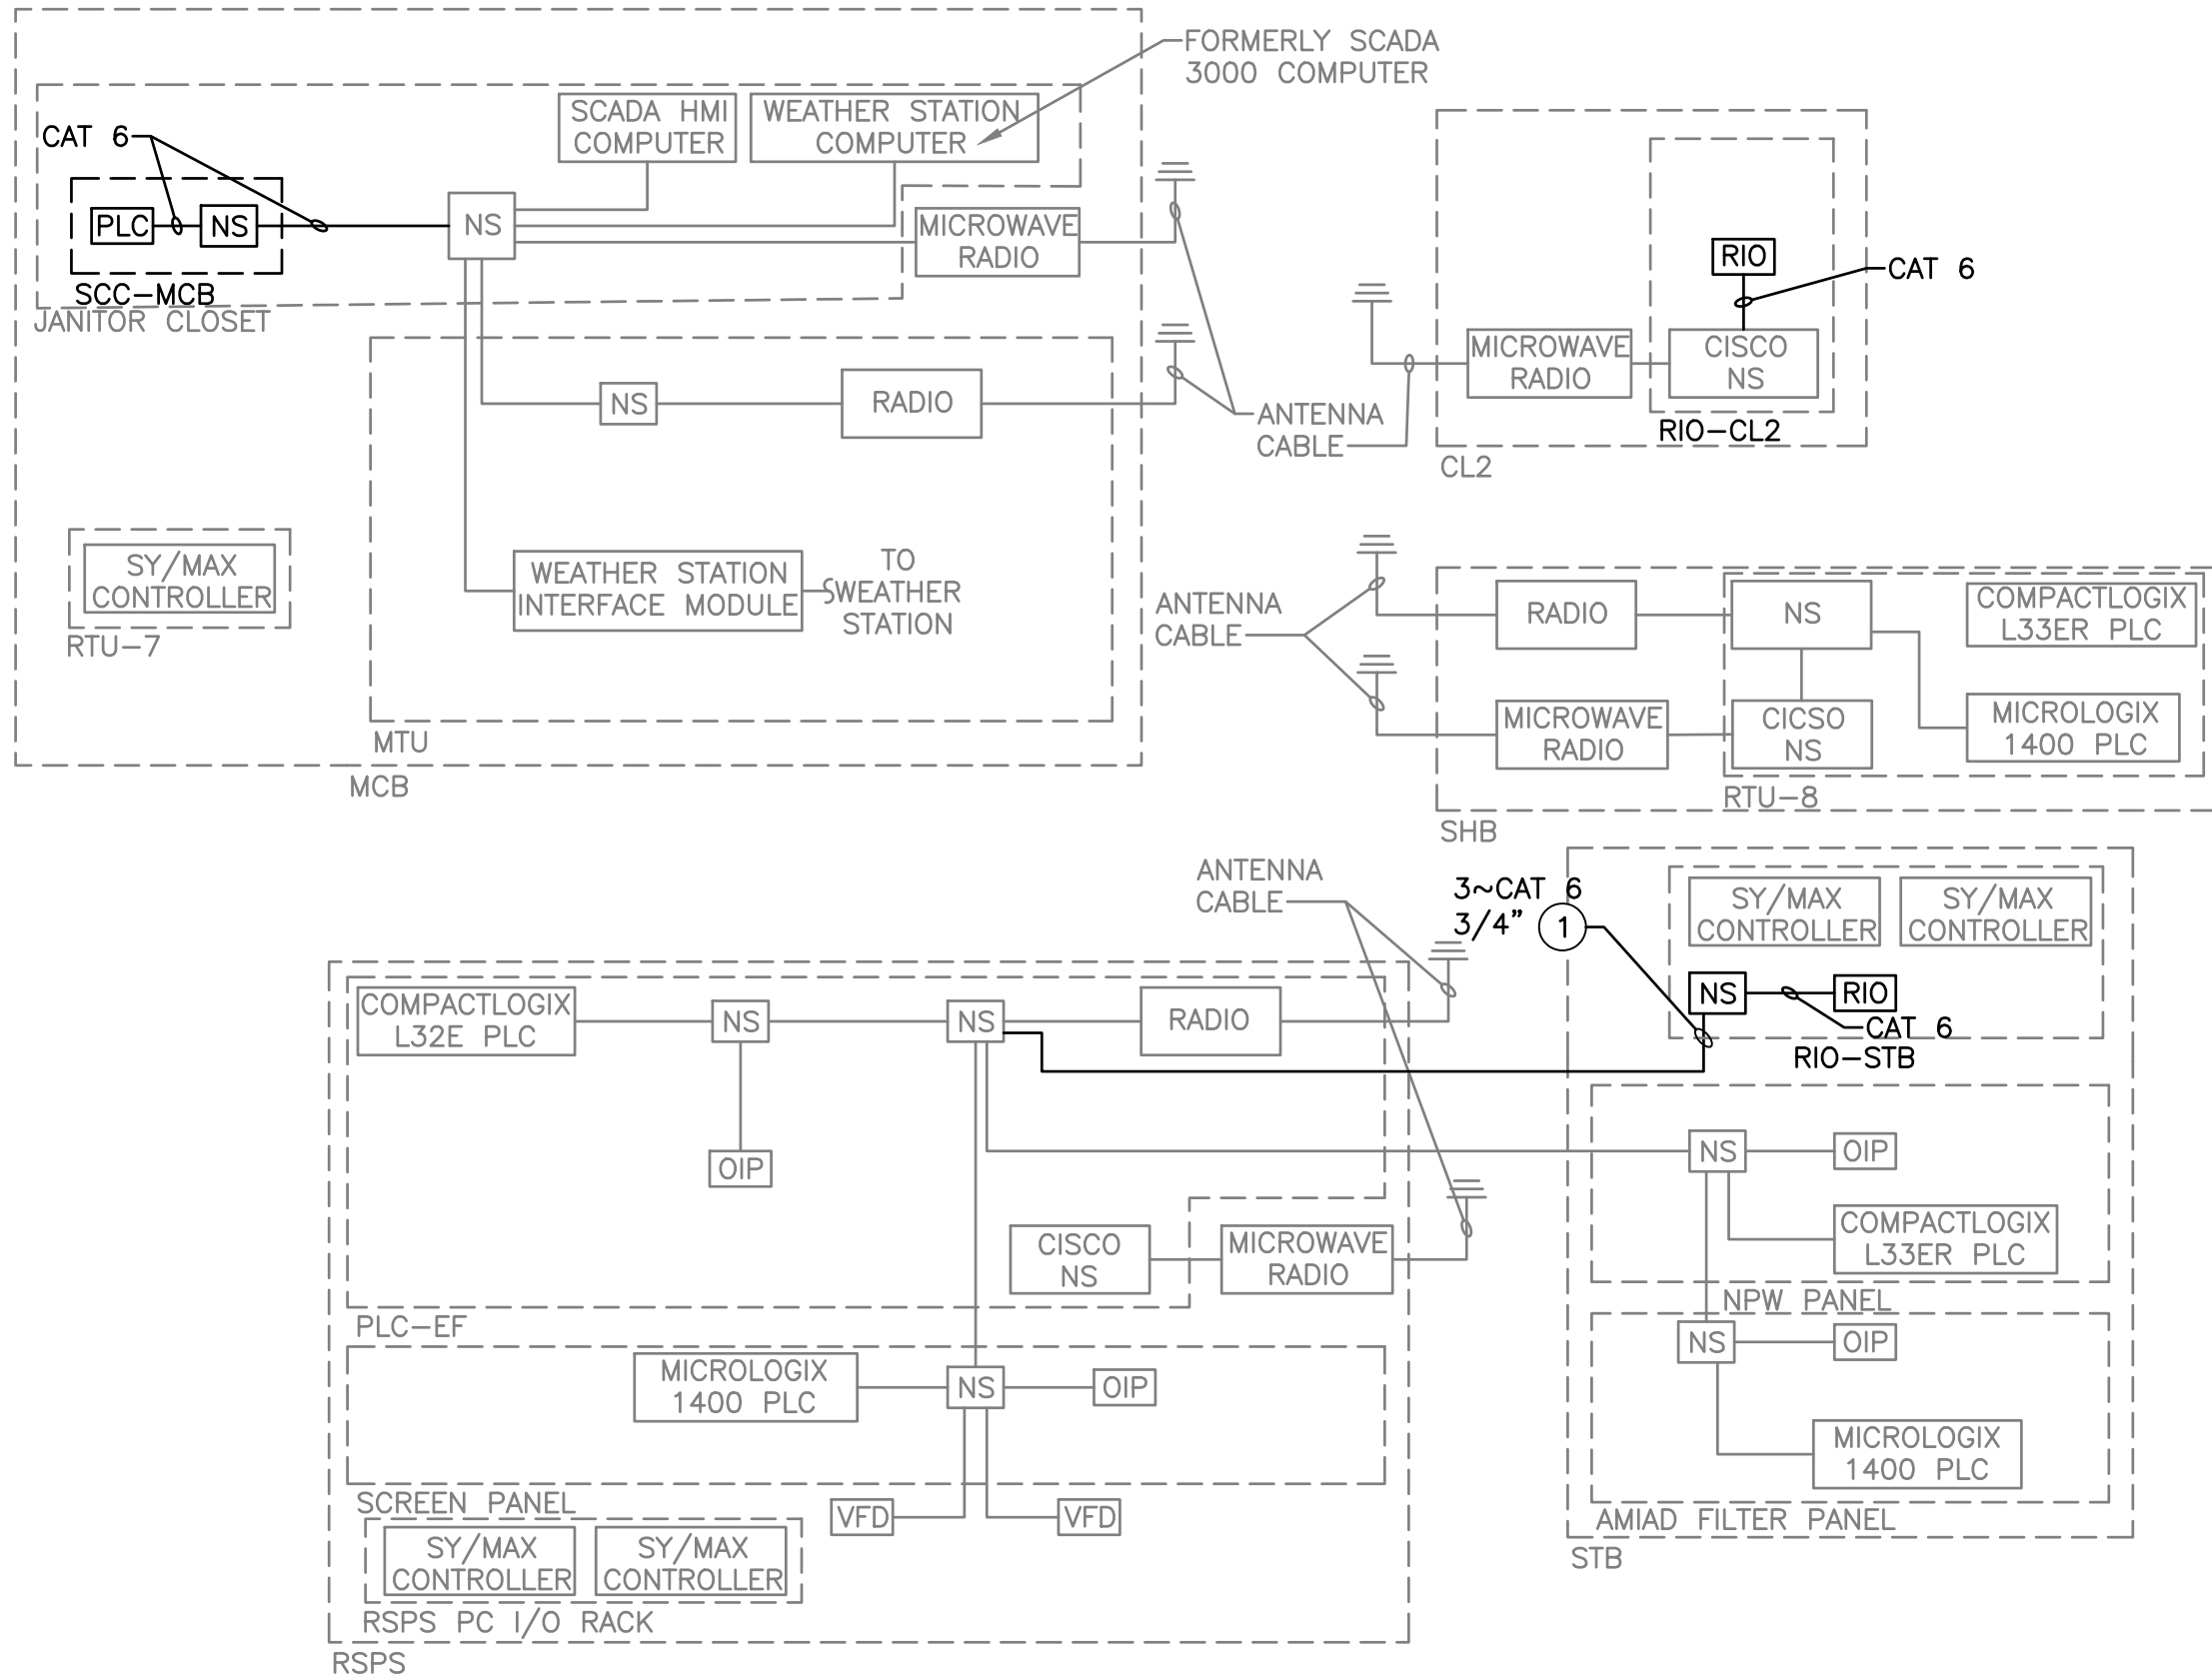 FORMERLY SCADA
3000 COMPUTER
SCADA HMI
COMPUTER
WEATHER STATION
COMPUTER
CAT 6
PLC
NS
SCC-MCB
JANITOR CLOSET
NS
MICROWAVE
RADIO
NS
RADIO
ANTENNA
CABLE
WEATHER STATION
INTERFACE MODULE
TO
WEATHER
STATION
SY/MAX
CONTROLLER
RTU-7
MTU
MCB
RIO
CAT 6
MICROWAVE
RADIO
CISCO
NS
RIO-CL2
CL2
ANTENNA
CABLE
RADIO
NS
COMPACTLOGIX
L33ER PLC
MICROWAVE
RADIO
CICSO
NS
MICROLOGIX
1400 PLC
RTU-8
SHB
ANTENNA
CABLE
3~CAT 6
3/4" 1
SY/MAX
CONTROLLER
SY/MAX
CONTROLLER
NS
RIO
CAT 6
RIO-STB
COMPACTLOGIX
L32E PLC
NS
NS
RADIO
OIP
CISCO
NS
MICROWAVE
RADIO
PLC-EF
MICROLOGIX
1400 PLC
NS
OIP
SCREEN PANEL
VFD
VFD
SY/MAX
CONTROLLER
SY/MAX
CONTROLLER
RSPS PC I/O RACK
RSPS
NS
OIP
COMPACTLOGIX
L33ER PLC
NPW PANEL
NS
OIP
MICROLOGIX
1400 PLC
AMIAD FILTER PANEL
STB